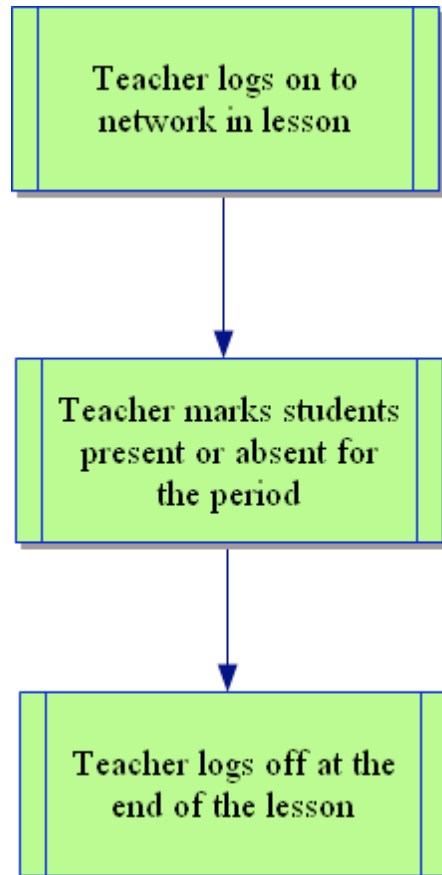 Teacher logs on to
network in lesson
Teacher marks students
present or absent for
the period
Teacher logs off at the
end of the lesson